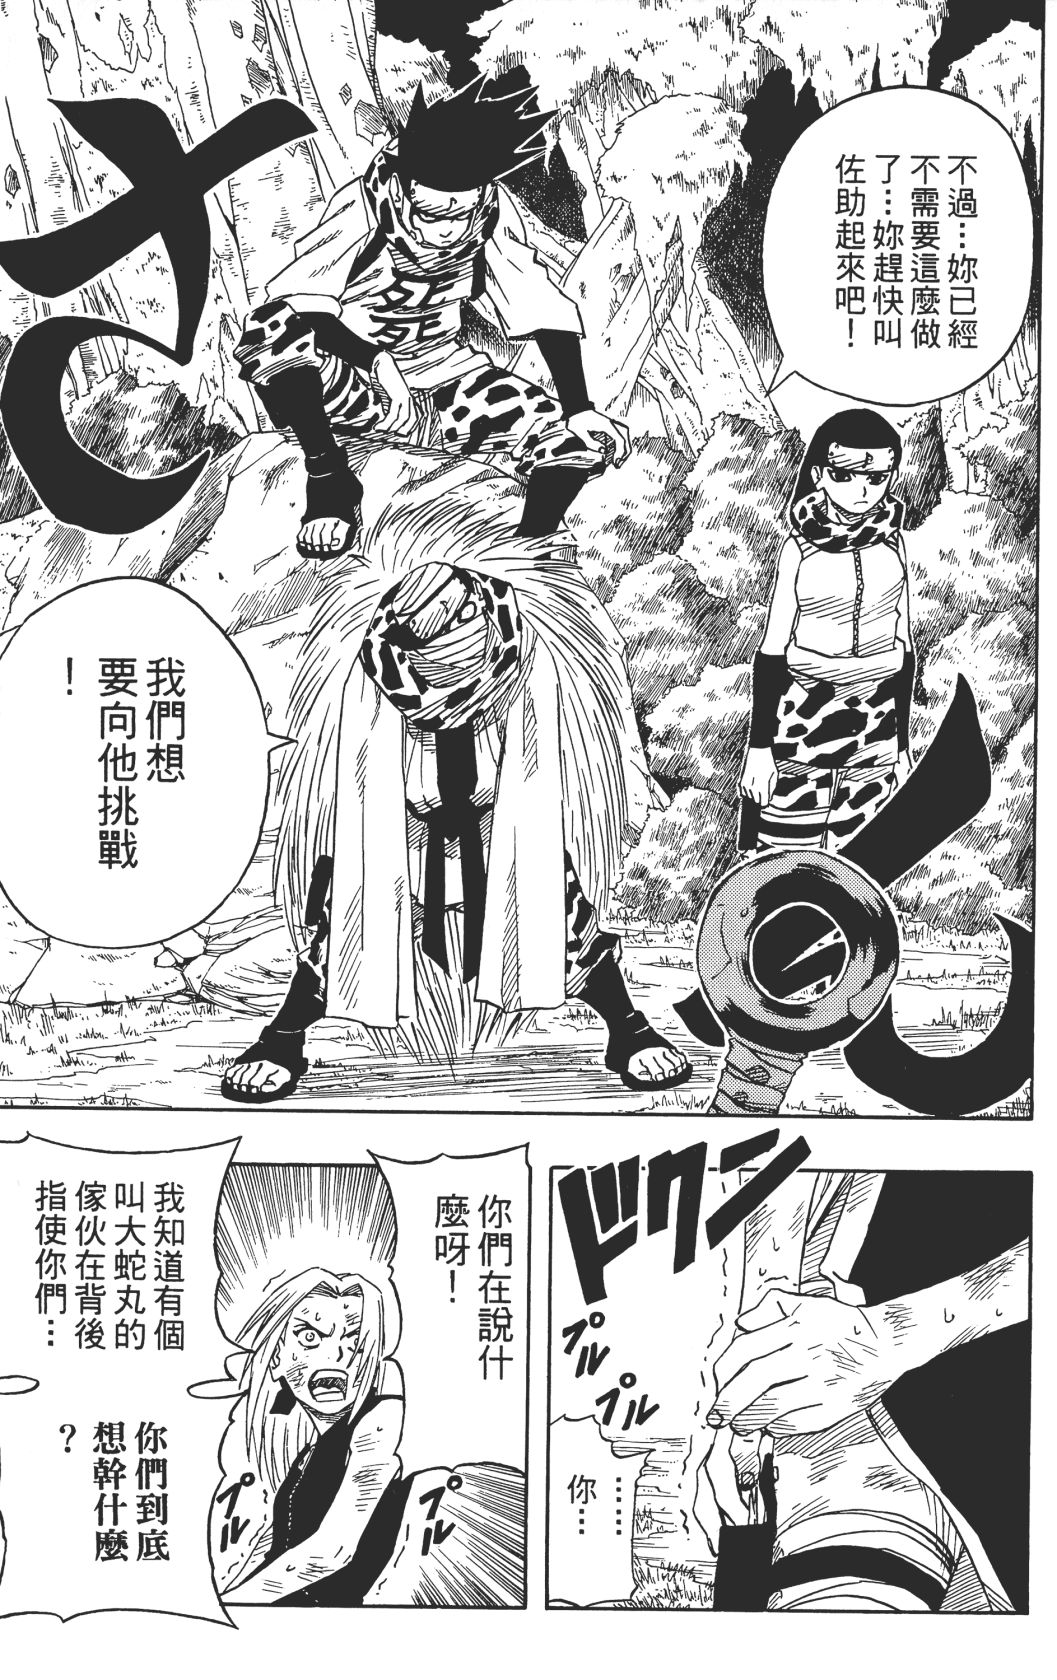 不過…妳已經
不需要這麼做
了…妳趕快叫
佐助起來吧！
死
死
我們想
要向他挑戰
！
ドクン
プル
プル
……
你…
你們在說什
麼呀！
プル
プル
我知道有個
叫大蛇丸的
傢伙在背後
指使你們…
你們到底
想幹什麼
？